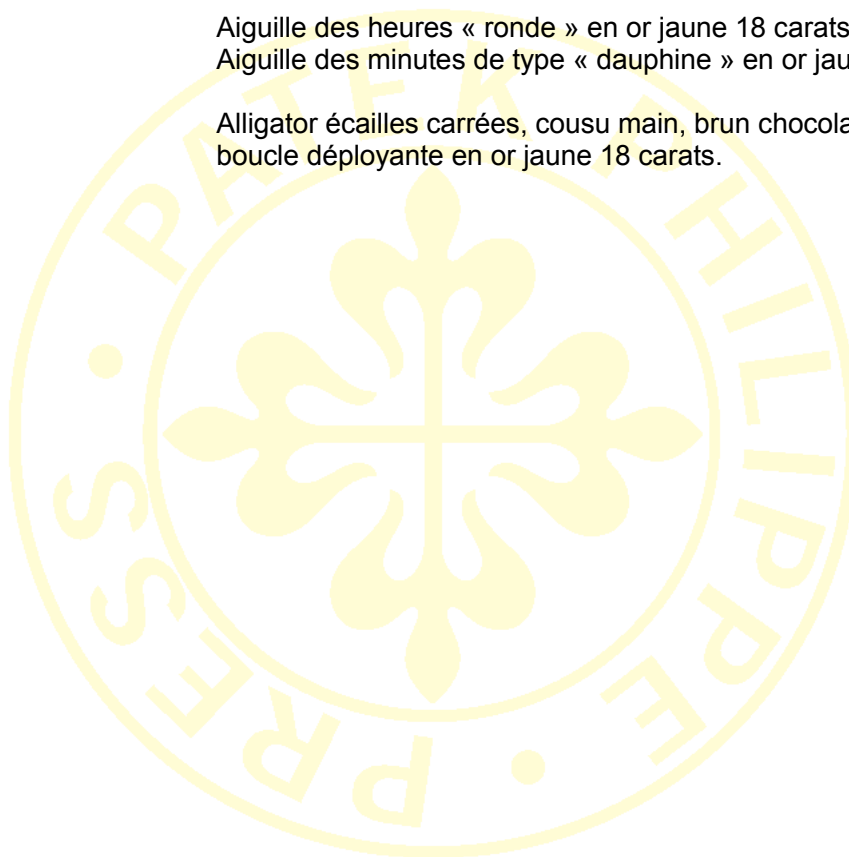 Aiguille des heures « ronde » en or jaune 18 carats
Aiguille des minutes de type « dauphine » en or
Alligator écailles carrées, cousu main, brun
boucle déployante en or jaune 18 carats.
PATEK PHILIPPE • PRESS •